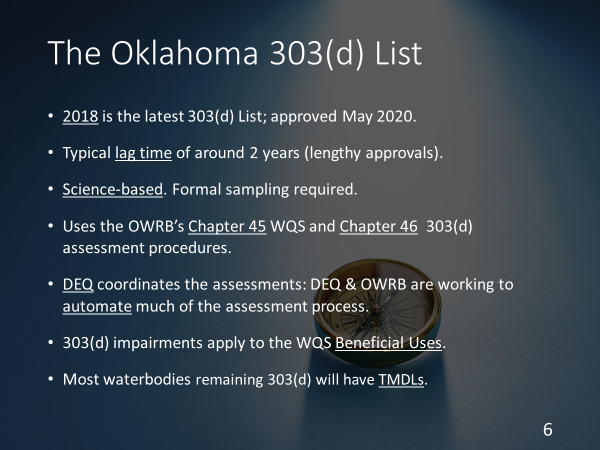 The Oklahoma 303(d) List
• 2018 is the latest 303(d) List; approved May 2020.
• Typical lag time of around 2 years (lengthy approvals).
• Science-based. Formal sampling required.
• Uses the OWRB’s Chapter 45 WQS and Chapter 46 303(d)
assessment procedures.
• DEQ coordinates the assessments: DEQ & OWRB are working to
automate much of the assessment process.
• 303(d) impairments apply to the WQS Beneficial Uses.
• Most waterbodies remaining 303(d) will have TMDLs.
6